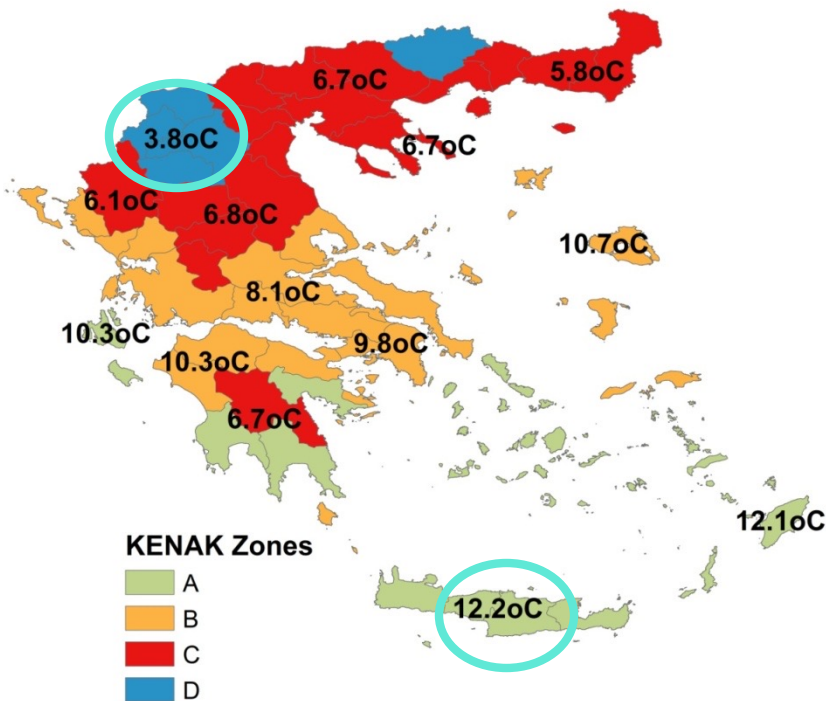 6.7oC
5.8oC
3.8oC
6.7oC
6.1oC
6.8oC
10.7oC
8.1oC
10.3oC
9.8oC
10.3oC
6.7oC
12.1oC
KENAK Zones
A
12.2oC
B
C
D